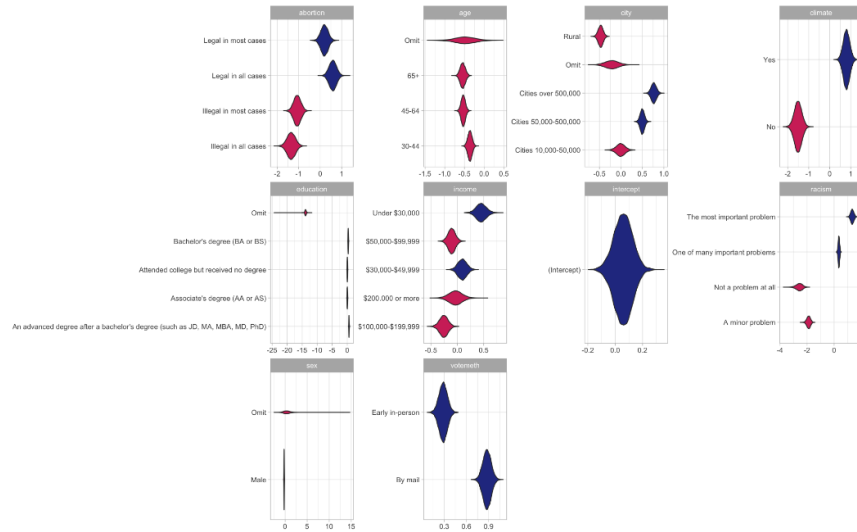 abortion
Legal in most cases
Legal in all cases
Illegal in most cases
Illegal in all cases
-2 -1 0 1
age
Omit
65+
45-64
30-44
-1.5 -1.0 -0.5 0.0 0.5
city
Rural
Omit
Cities over 500,000
Cities 50,000-500,000
Cities 10,000-50,000
-0.5 0.0 0.5 1.0
climate
Yes
No
-2 -1 0 1
education
Omit
Bachelor's degree (BA or BS)
Attended college but received no degree
Associate's degree (AA or AS)
An advanced degree after a bachelor's degree (such as JD, MA, MBA, MD, PhD)
-25 -20 -15 -10 -5 0
income
Under $30,000
$50,000-$99,999
$30,000-$49,999
$200.000 or more
$100,000-$199,999
-0.5 0.0 0.5
intercept
(Intercept)
-0.2 0.0 0.2
racism
The most important problem
One of many important problems
Not a problem at all
A minor problem
-4 -2 0
sex
Omit
Male
0 5 10 15
votemeth
Early in-person
By mail
0.3 0.9